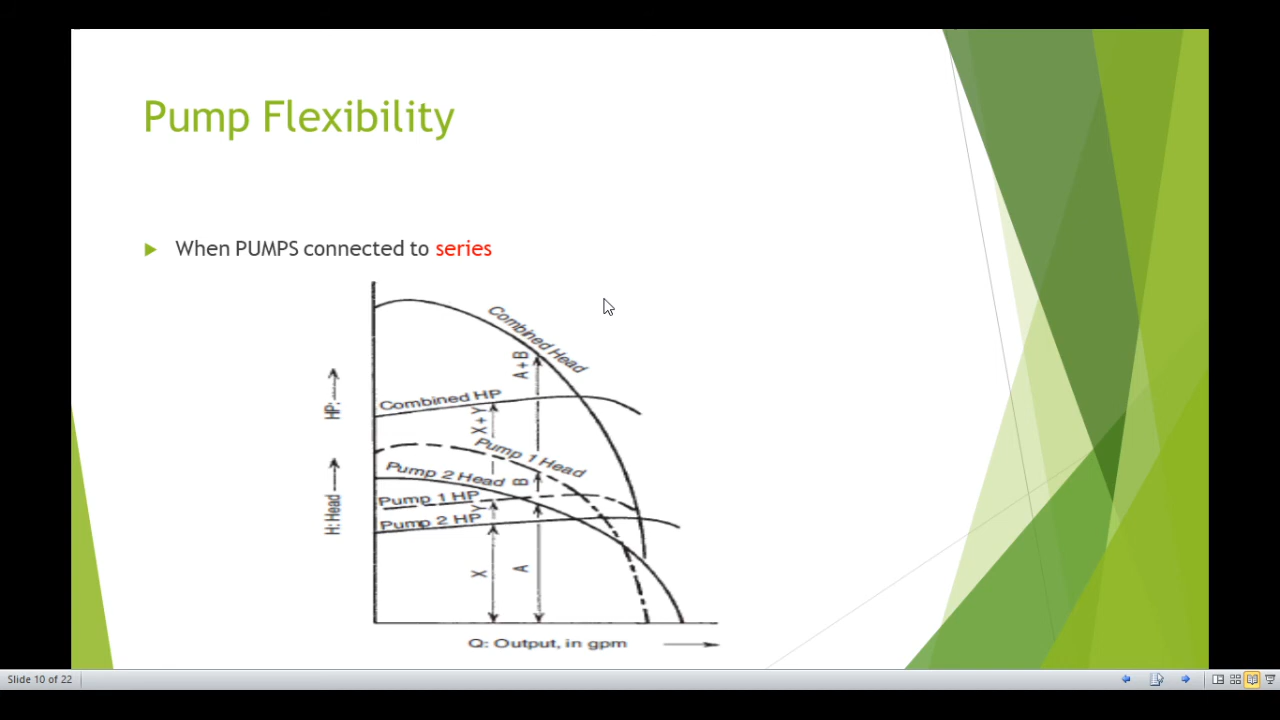 Pump Flexibility
When PUMPS connected to series
Combined Head
A + B
HP:
Combined HP
X + Y
Pump 1 Head
Pump 2 Head
B
H: Head
Pump 1 HP
Y
Pump 2 HP
X
A
Q: Output, in gpm
Slide 10 of 22